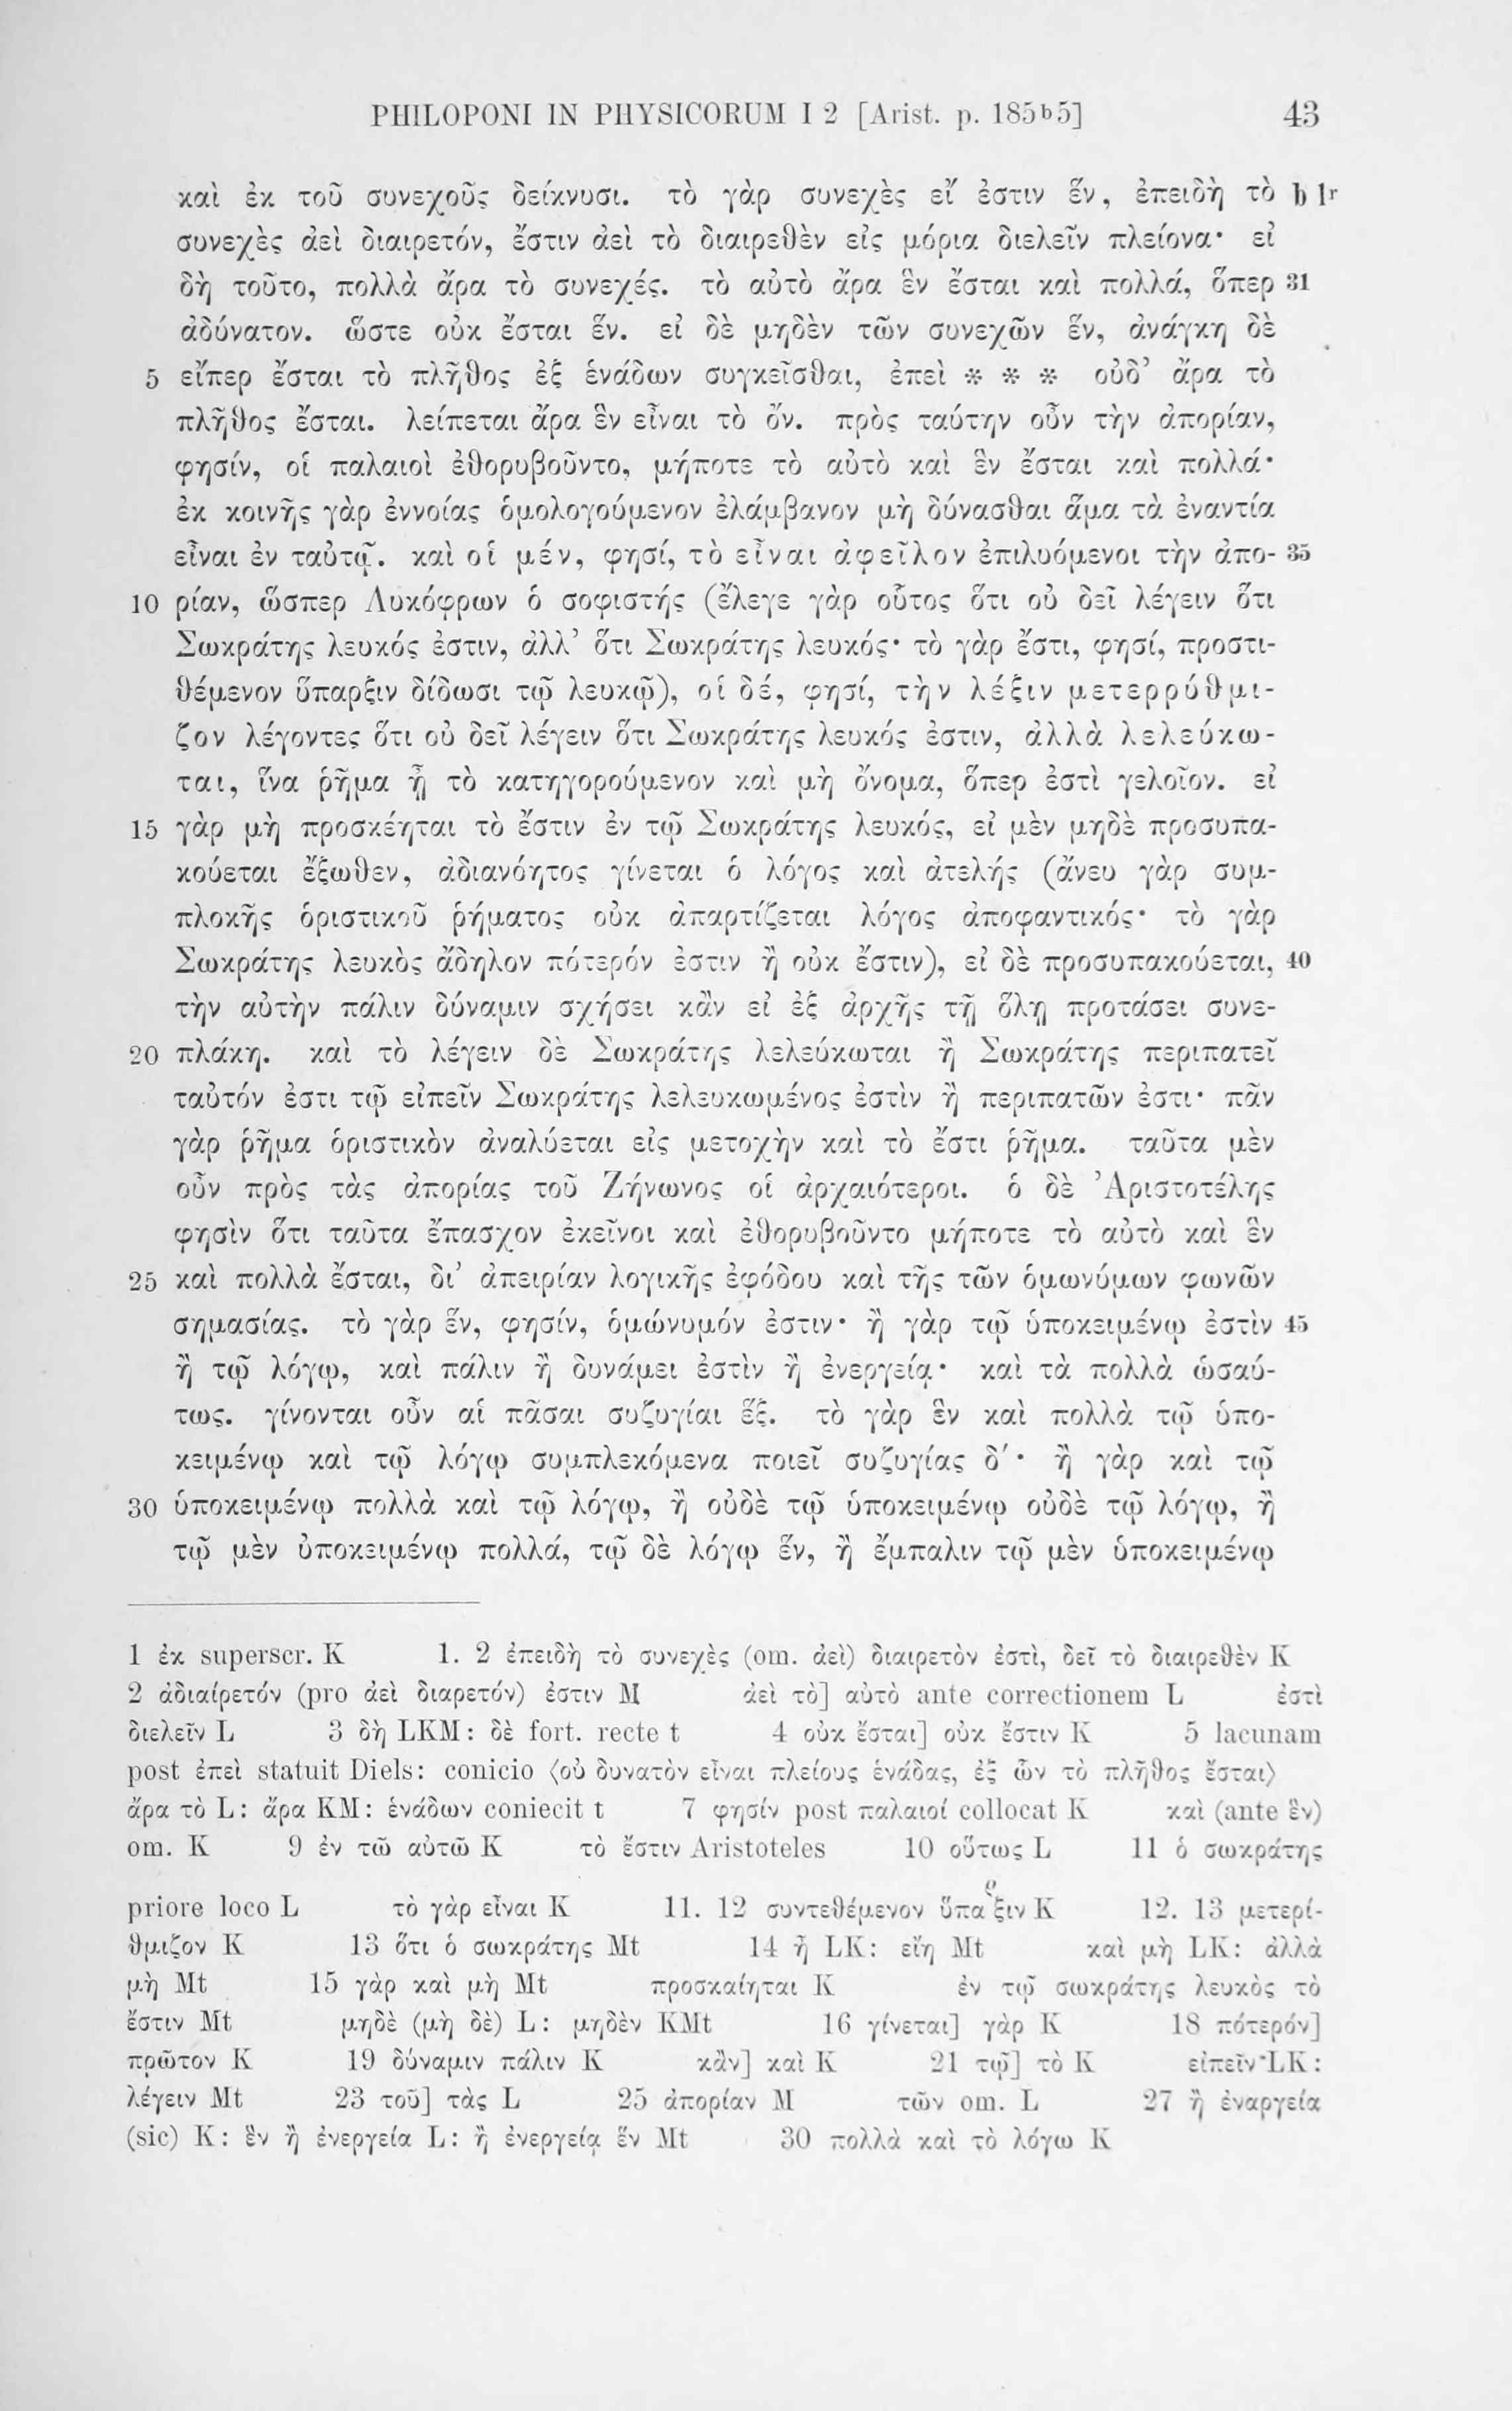 PHILOPONI IN PHYSICORUM I 2 [Arist. p. 185b5] 43
καὶ ἐκ τοῦ συνεχοῦς δείκνυσι. τὸ γὰρ συνεχὲς εἴ ἐστιν ἕν, ἐπειδὴ τὸ b 1r
συνεχὲς ἀεὶ διαιρετόν, ἔστιν ἀεὶ τὸ διαιρεθὲν εἰς μόρια διελεῖν πλείονα· εἰ
δὴ τοῦτο, πολλὰ ἄρα τὸ συνεχές. τὸ αὐτὸ ἄρα ἓν ἔσται καὶ πολλά, ὅπερ 31
ἀδύνατον. ὥστε οὐκ ἔσται ἕν. εἰ δὲ μηδὲν τῶν συνεχῶν ἕν, ἀνάγκη δὲ
5 εἴπερ ἔσται τὸ πλῆθος ἐξ ἑνάδων συγκεῖσθαι, ἐπεὶ * * * οὐδ’ ἄρα τὸ
πλῆθος ἔσται. λείπεται ἄρα ἓν εἶναι τὸ ὄν. πρὸς ταύτην οὖν τὴν ἀπορίαν,
φησίν, οἱ παλαιοὶ ἐθορυβοῦντο, μήποτε τὸ αὐτὸ καὶ ἓν ἔσται καὶ πολλά·
ἐκ κοινῆς γὰρ ἐννοίας ὁμολογούμενον ἐλάμβανον μὴ δύνασθαι ἅμα τὰ ἐναντία
εἶναι ἐν ταὐτῷ. καὶ οἱ μέν, φησί, τὸ εἶναι ἀφεῖλον ἐπιλυόμενοι τὴν ἀπο- 35
10 ρίαν, ὥσπερ Λυκόφρων ὁ σοφιστής (ἔλεγε γὰρ οὗτος ὅτι οὐ δεῖ λέγειν ὅτι
Σωκράτης λευκός ἐστιν, ἀλλ’ ὅτι Σωκράτης λευκός· τὸ γὰρ ἔστι, φησί, προστι-
θέμενον ὕπαρξιν δίδωσι τῷ λευκῷ), οἱ δέ, φησί, τὴν λέξιν μετερρύθμι-
ζον λέγοντες ὅτι οὐ δεῖ λέγειν ὅτι Σωκράτης λευκός ἐστιν, ἀλλὰ λελεύκω-
ται, ἵνα ῥῆμα ᾖ τὸ κατηγορούμενον καὶ μὴ ὄνομα, ὅπερ ἐστὶ γελοῖον. εἰ
15 γὰρ μὴ προσκέηται τὸ ἔστιν ἐν τῷ Σωκράτης λευκός, εἰ μὲν μηδὲ προσυπα-
κούεται ἔξωθεν, ἀδιανόητος γίνεται ὁ λόγος καὶ ἀτελής (ἄνευ γὰρ συμ-
πλοκῆς ὁριστικοῦ ῥήματος οὐκ ἀπαρτίζεται λόγος ἀποφαντικός· τὸ γὰρ
Σωκράτης λευκὸς ἄδηλον πότερόν ἐστιν ἢ οὐκ ἔστιν), εἰ δὲ προσυπακούεται, 40
τὴν αὐτὴν πάλιν δύναμιν σχήσει κἂν εἰ ἐξ ἀρχῆς τῇ ὅλῃ προτάσει συνε-
20 πλάκη. καὶ τὸ λέγειν δὲ Σωκράτης λελεύκωται ἢ Σωκράτης περιπατεῖ
ταὐτόν ἐστι τῷ εἰπεῖν Σωκράτης λελευκωμένος ἐστὶν ἢ περιπατῶν ἐστι· πᾶν
γὰρ ῥῆμα ὁριστικὸν ἀναλύεται εἰς μετοχὴν καὶ τὸ ἔστι ῥῆμα. ταῦτα μὲν
οὖν πρὸς τὰς ἀπορίας τοῦ Ζήνωνος οἱ ἀρχαιότεροι. ὁ δὲ Ἀριστοτέλης
φησὶν ὅτι ταῦτα ἔπασχον ἐκεῖνοι καὶ ἐθορυβοῦντο μήποτε τὸ αὐτὸ καὶ ἓν
25 καὶ πολλὰ ἔσται, δι’ ἀπειρίαν λογικῆς ἐφόδου καὶ τῆς τῶν ὁμωνύμων φωνῶν
σημασίας. τὸ γὰρ ἕν, φησίν, ὁμώνυμόν ἐστιν· ἢ γὰρ τῷ ὑποκειμένῳ ἐστὶν 45
ἢ τῷ λόγῳ, καὶ πάλιν ἢ δυνάμει ἐστὶν ἢ ἐνεργείᾳ· καὶ τὰ πολλὰ ὡσαύ-
τως. γίνονται οὖν αἱ πᾶσαι συζυγίαι ἕξ. τὸ γὰρ ἓν καὶ πολλὰ τῷ ὑπο-
κειμένῳ καὶ τῷ λόγῳ συμπλεκόμενα ποιεῖ συζυγίας δ΄· ἢ γὰρ καὶ τῷ
30 ὑποκειμένῳ πολλὰ καὶ τῷ λόγῳ, ἢ οὐδὲ τῷ ὑποκειμένῳ οὐδὲ τῷ λόγῳ, ἢ
τῷ μὲν ὑποκειμένῳ πολλά, τῷ δὲ λόγῳ ἕν, ἢ ἔμπαλιν τῷ μὲν ὑποκειμένῳ
1 ἐκ superscr. K 1. 2 ἐπειδὴ τὸ συνεχὲς (om. ἀεὶ) διαιρετὸν ἐστὶ, δεῖ τὸ διαιρεθὲν K
2 ἀδιαίρετόν (pro ἀεὶ διαρετόν) ἐστιν M ἀεὶ τὸ] αὐτὸ ante correctionem L ἐστὶ
διελεῖν L 3 δὴ LKM: δὲ fort. recte t 4 οὐκ ἔσται] οὐκ ἔστιν K 5 lacunam
post ἐπεὶ statuit Diels: conicio ⟨οὐ δυνατὸν εἶναι πλείους ἑνάδας, ἐξ ὧν τὸ πλῆθος ἔσται⟩
ἄρα τὸ L: ἄρα KM: ἑνάδων coniecit t 7 φησίν post παλαιοί collocat K καὶ (ante ἓν)
om. K 9 ἐν τῶ αὐτῶ K τὸ ἔστιν Aristoteles 10 οὕτως L 11 ὁ σωκράτης
priore loco L τὸ γὰρ εἶναι K 11. 12 συντεθέμενον ὕπαρξιν K 12. 13 μετερί-
θμιζον K 13 ὅτι ὁ σωκράτης Mt 14 ᾖ LK: εἴη Mt καὶ μὴ LK: ἀλλὰ
μὴ Mt 15 γὰρ καὶ μὴ Mt προσκαίηται K ἐν τῷ σωκράτης λευκὸς τὸ
ἔστιν Mt μηδὲ (μὴ δὲ) L: μηδὲν KMt 16 γίνεται] γὰρ K 18 πότερόν]
πρῶτον K 19 δύναμιν πάλιν K κἂν] καὶ K 21 τῷ] τὸ K εἰπεῖν LK:
λέγειν Mt 23 τοῦ] τὰς L 25 ἀπορίαν M τῶν om. L 27 ἢ ἐναργεία
(sic) K: ἓν ἢ ἐνεργεία L: ἢ ἐνεργείᾳ ἕν Mt 30 πολλὰ καὶ τὸ λόγω K